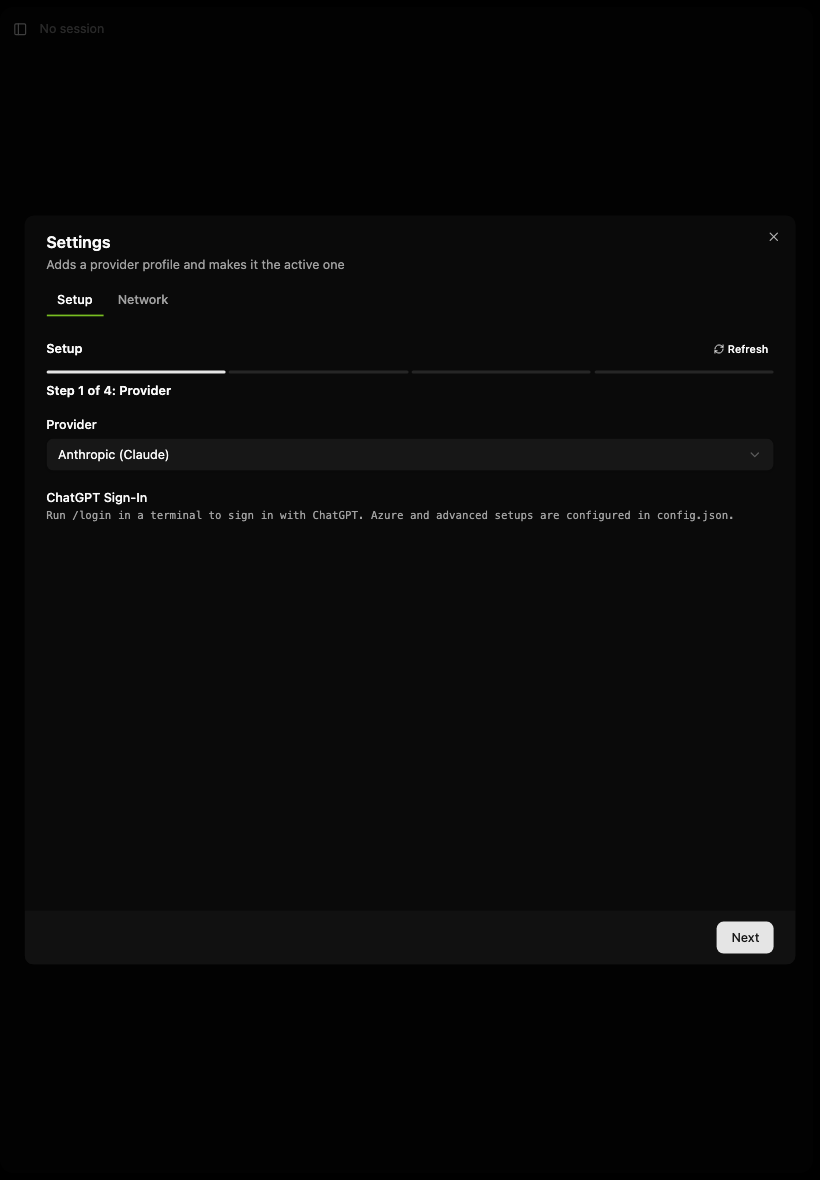 No session
Settings
Adds a provider profile and makes it the active one
Setup Network
Setup Refresh
Step 1 of 4: Provider
Provider
Anthropic (Claude)
ChatGPT Sign-In
Run /login in a terminal to sign in with ChatGPT. Azure and advanced setups are configured in config.json.
Next